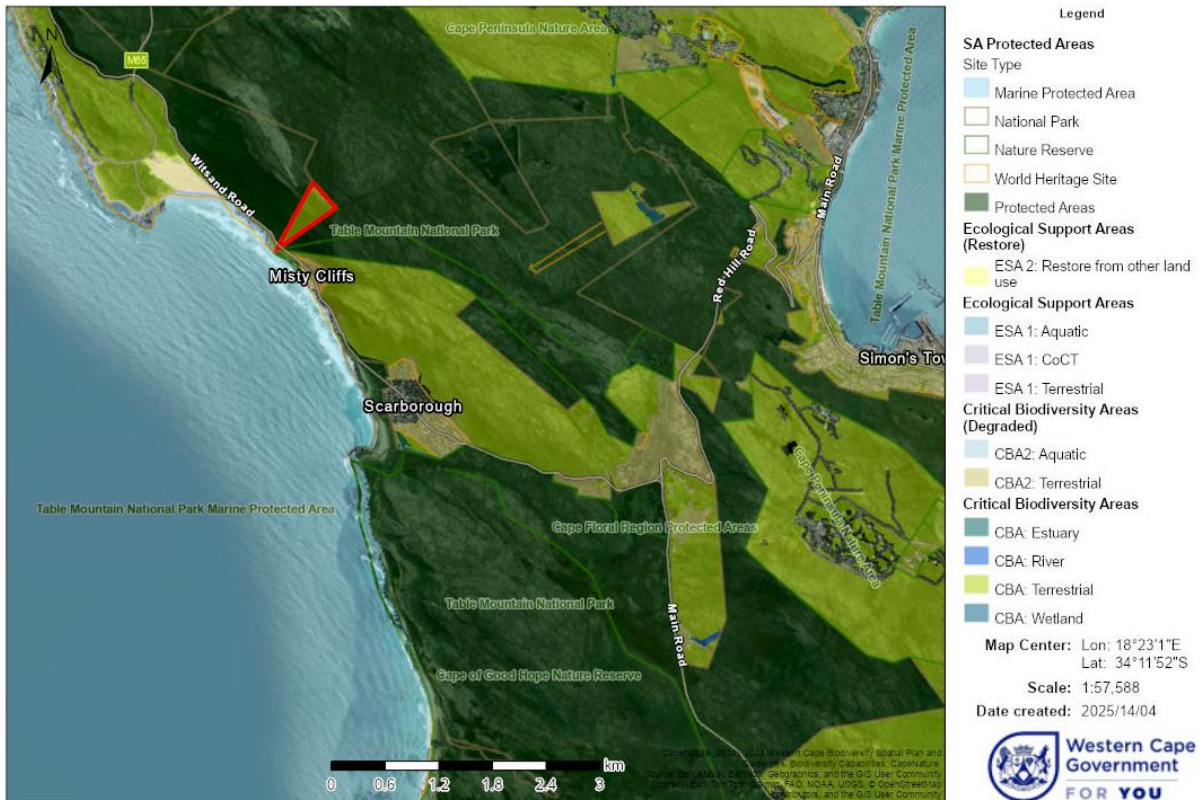 N
M65
Cape Peninsula Nature Area
Table Mountain National Park Marine Protected Area
Witsand Road
Main Road
Table Mountain National Park
Misty Cliffs
Red Hill Road
Simon's Tow
Scarborough
Cape Peninsula Nature Area
Table Mountain National Park Marine Protected Area
Cape Floral Region Protected Areas
Table Mountain National Park
Main Road
Cape of Good Hope Nature Reserve
km
0 0.6 1.2 1.8 2.4 3
Legend
SA Protected Areas
Site Type
Marine Protected Area
National Park
Nature Reserve
World Heritage Site
Protected Areas
Ecological Support Areas
(Restore)
ESA 2: Restore from other land
use
Ecological Support Areas
ESA 1: Aquatic
ESA 1: CoCT
ESA 1: Terrestrial
Critical Biodiversity Areas
(Degraded)
CBA2: Aquatic
CBA2: Terrestrial
Critical Biodiversity Areas
CBA: Estuary
CBA: River
CBA: Terrestrial
CBA: Wetland
Map Center: Lon: 18°23'1"E
Lat: 34°11'52"S
Scale: 1:57,588
Date created: 2025/14/04
Western Cape
Government
FOR YOU